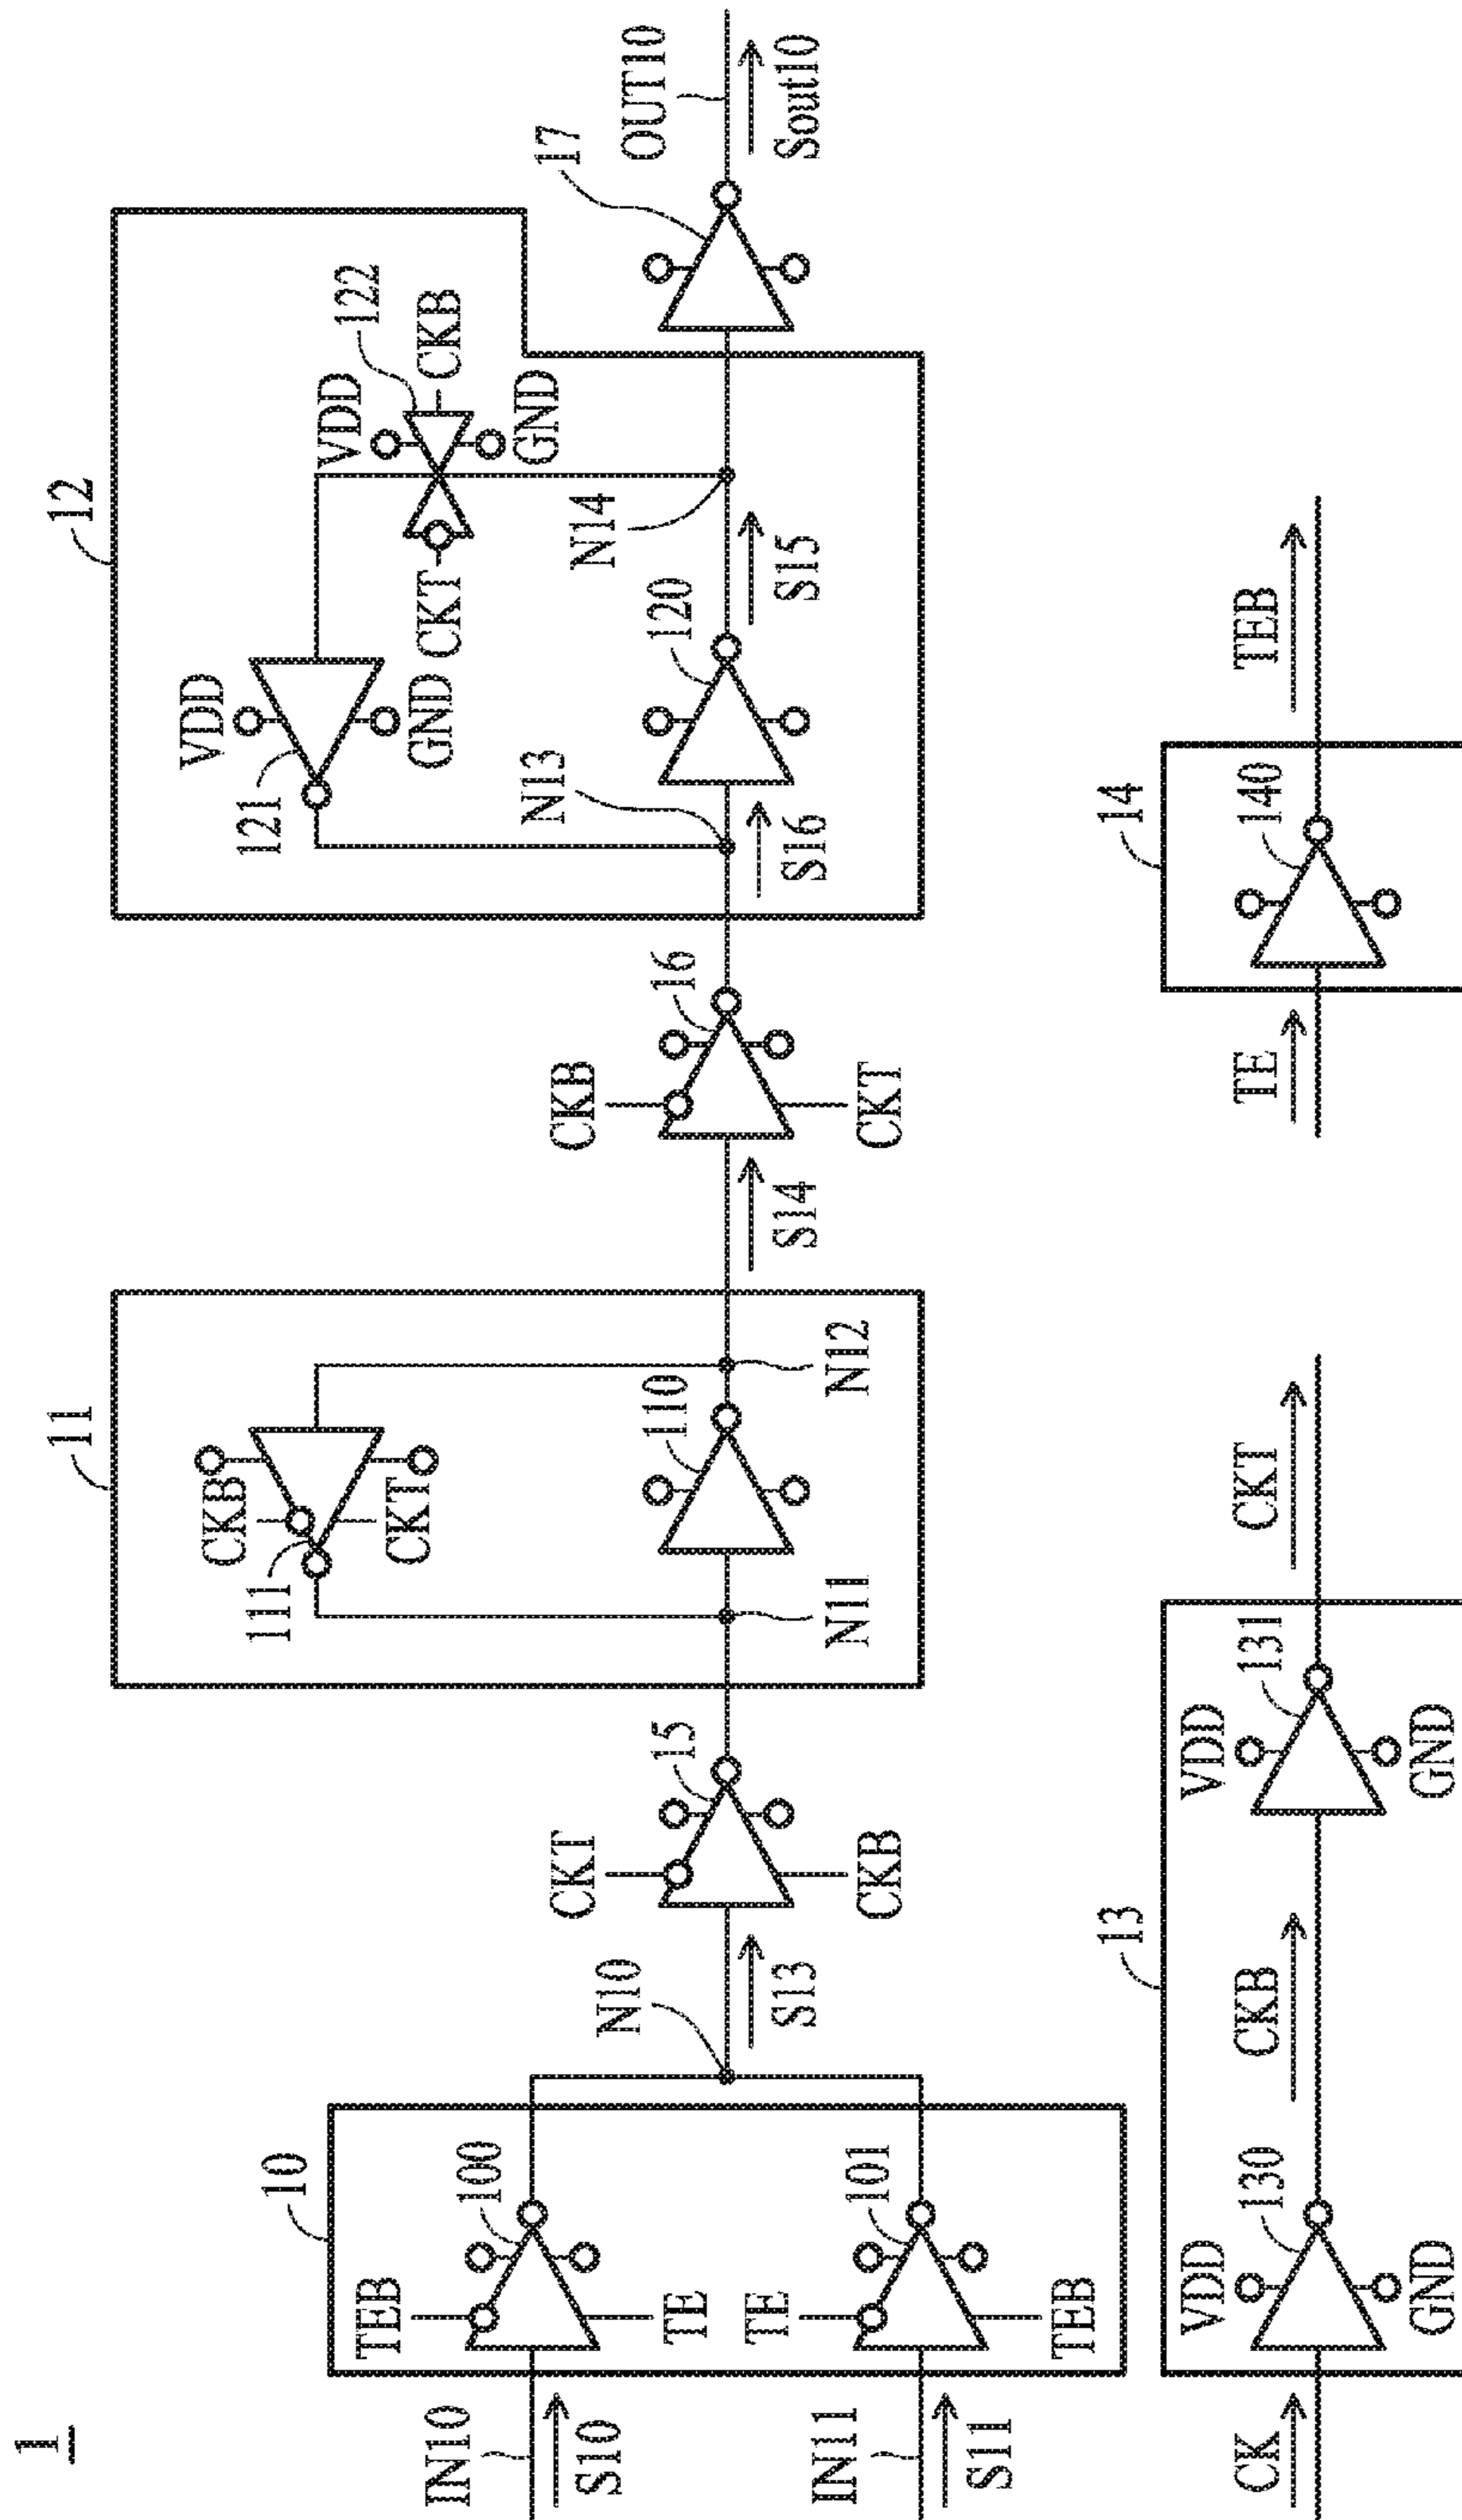 1
IN10
S10
IN11
S11
10
TEB
100
TE
TE
101
TEB
N10
S13
CKT
15
CKB
11
CKB
111
CKT
110
N11
N12
S14
CKB
16
CKT
12
VDD
121
GND
VDD
122
CKT
CKB
GND
N13
S16
120
N14
S15
17
OUT10
Sout10
CK
13
VDD
130
GND
CKB
VDD
131
GND
CKT
TE
14
140
TEB